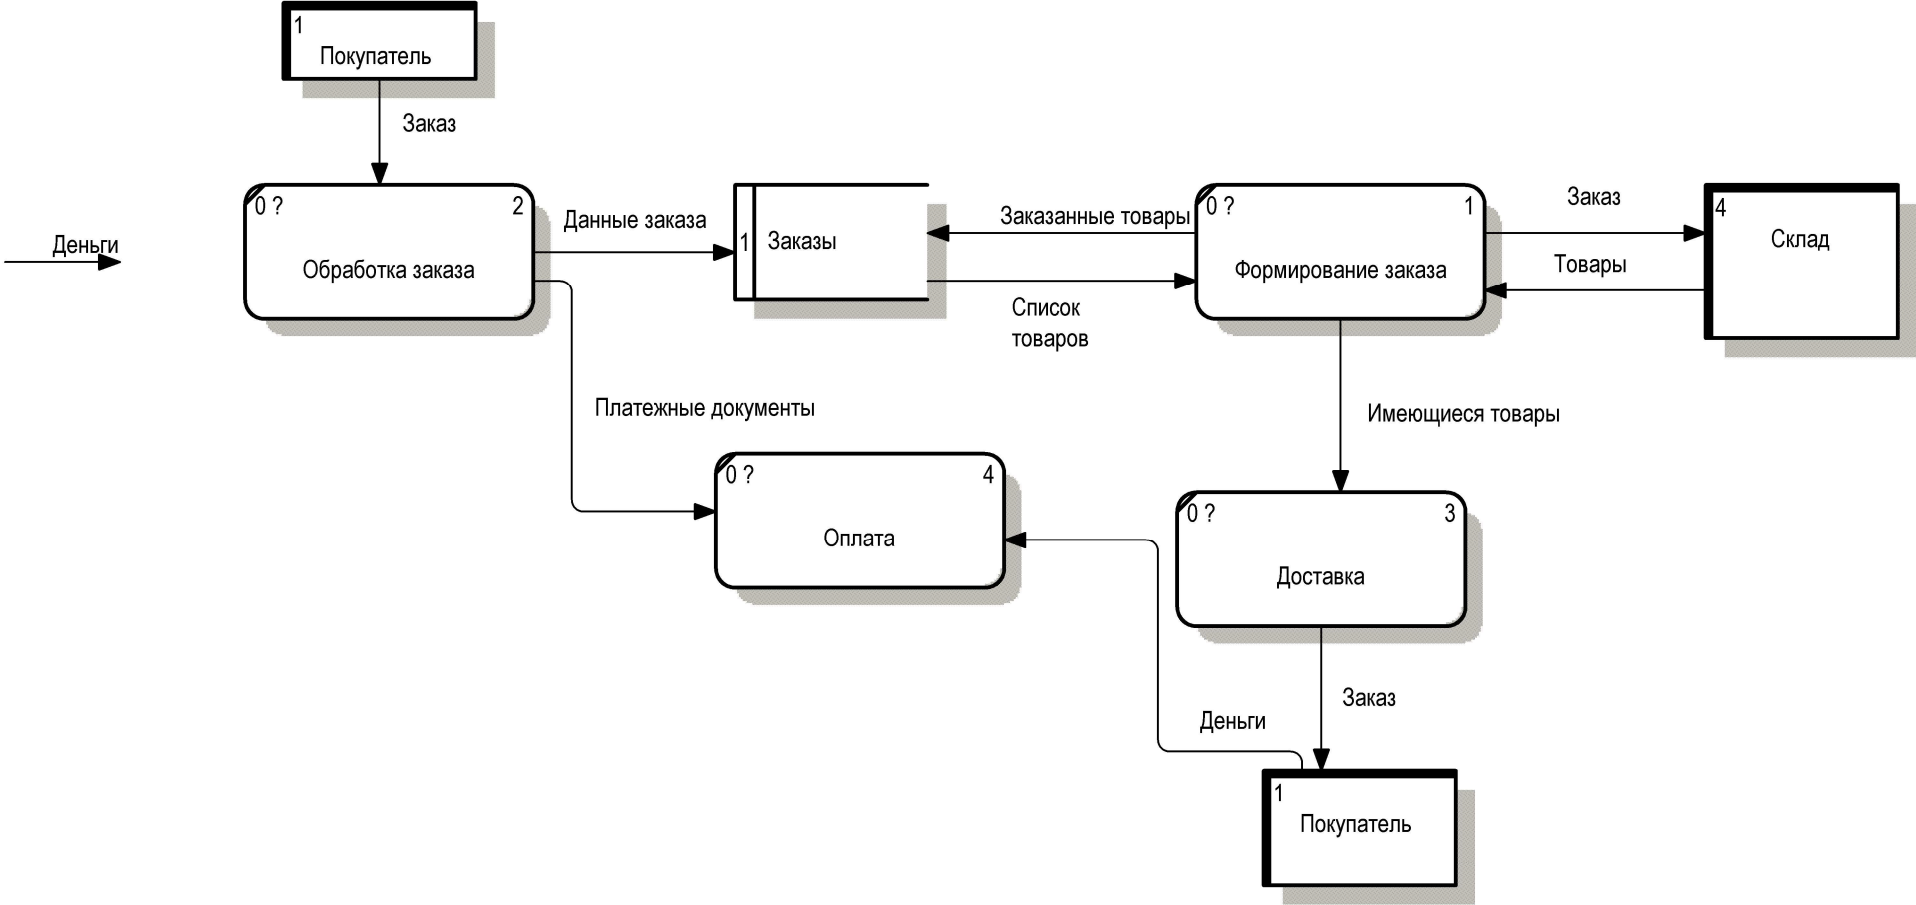 1
Покупатель
Заказ
0 ?
2
Обработка заказа
Деньги
Данные заказа
1
Заказы
Заказанные товары
Список
товаров
0 ?
1
Формирование заказа
Заказ
Товары
4
Склад
Платежные документы
Имеющиеся товары
0 ?
4
Оплата
0 ?
3
Доставка
Заказ
Деньги
1
Покупатель